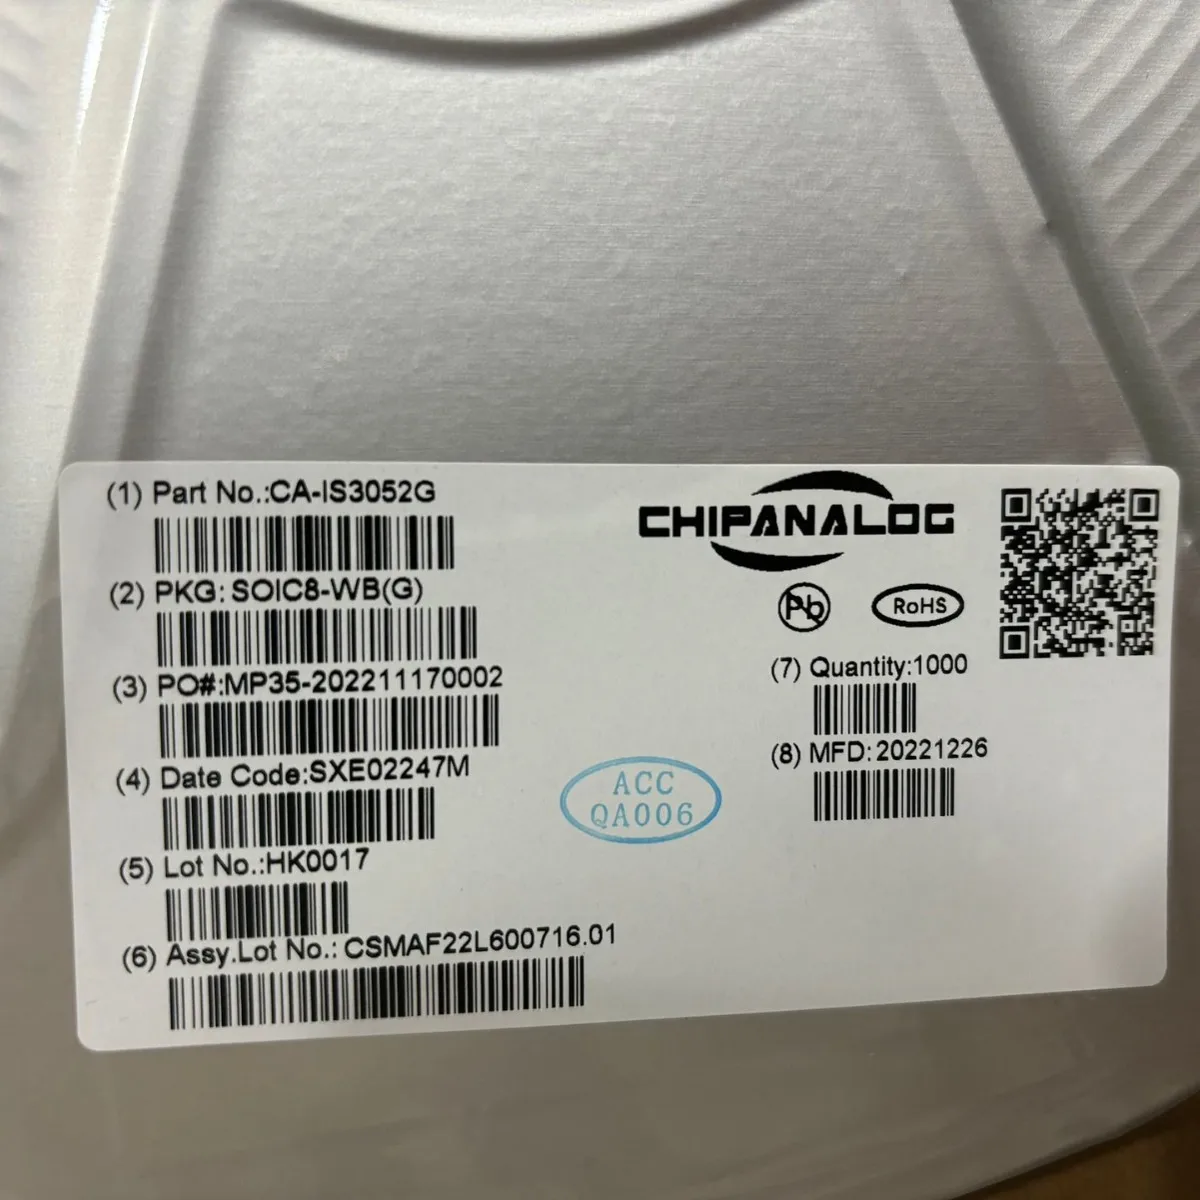 (1) Part No.:CA-IS3052G
(2) PKG: SOIC8-WB(G)
(3) PO#:MP35-202211170002
(4) Date Code:SXE02247M
(5) Lot No.:HK0017
(6) Assy.Lot No.: CSMAF22L600716.01
CHIPANALOG
Pb
RoHS
(7) Quantity:1000
(8) MFD: 20221226
ACC
QA006